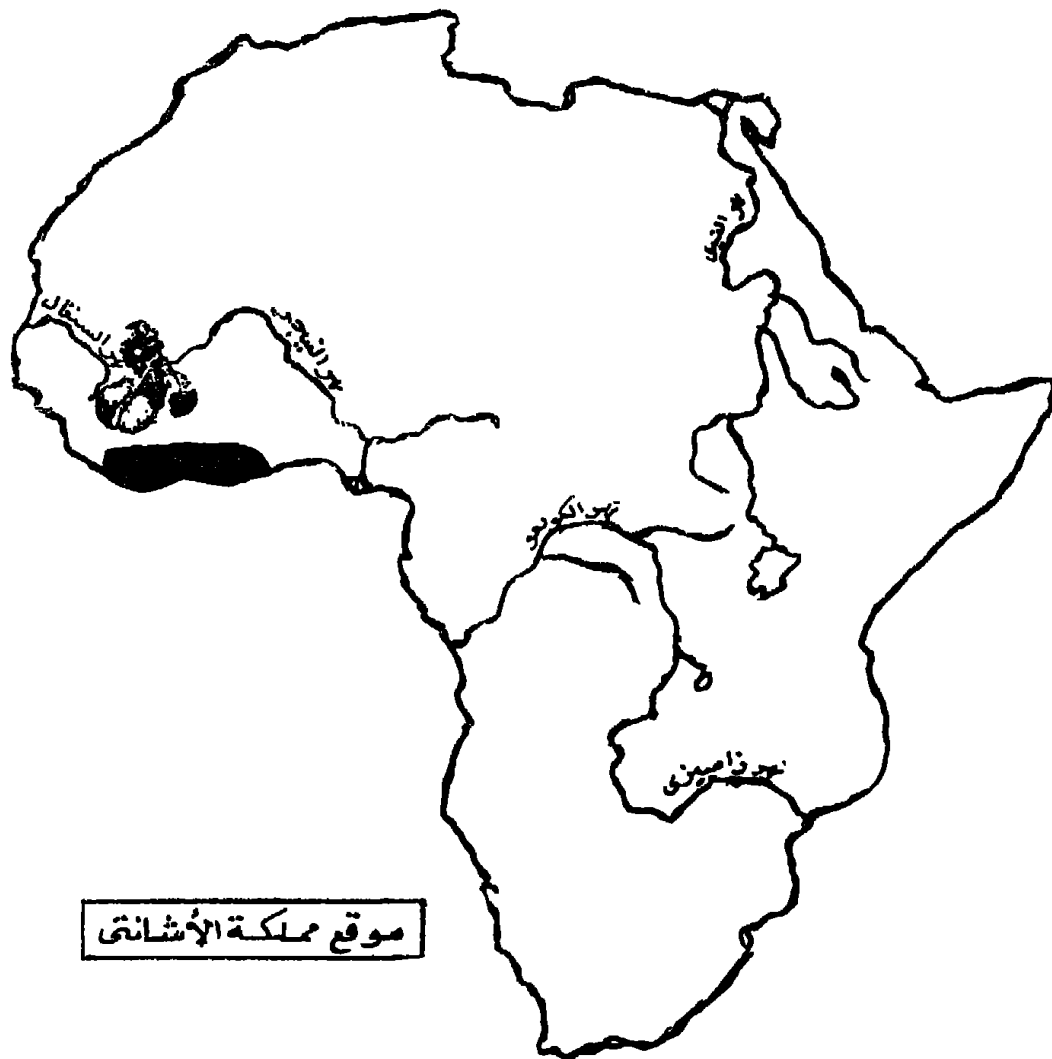 نهر النيل
السنغال
نهر النيجر
نهر الكونغو
نهر زامبيزى
موقع مملكة الأشانتى